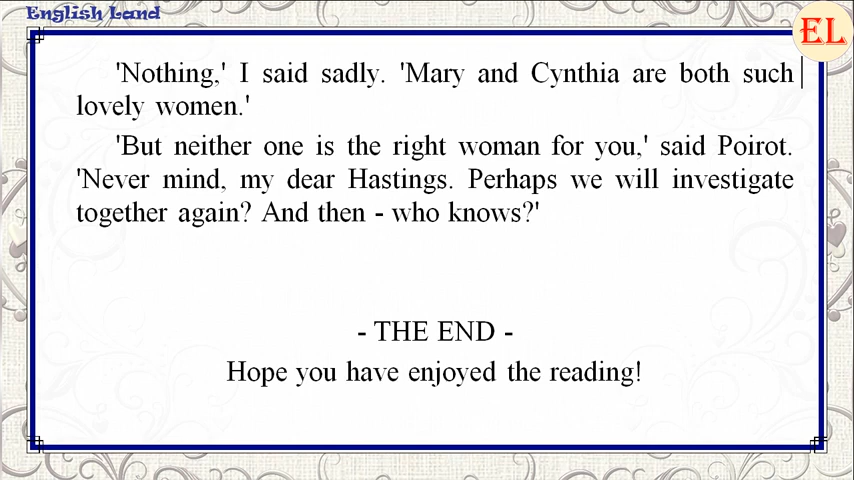 English Land
EL
'Nothing,' I said sadly. 'Mary and Cynthia are both such
lovely women.'
'But neither one is the right woman for you,' said Poirot.
'Never mind, my dear Hastings. Perhaps we will investigate
together again? And then - who knows?'
- THE END -
Hope you have enjoyed the reading!